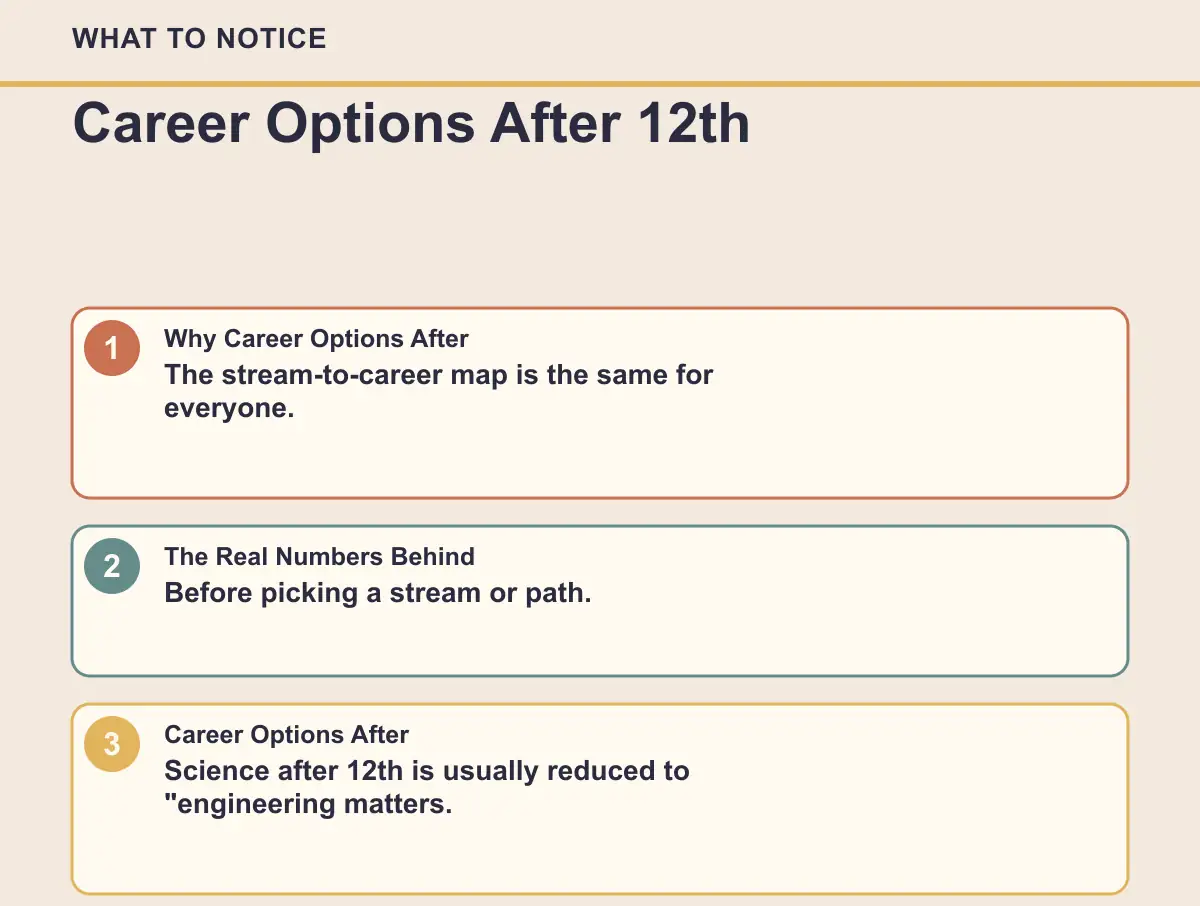 WHAT TO NOTICE
Career Options After 12th
1
Why Career Options After
The stream-to-career map is the same for
everyone.
2
The Real Numbers Behind
Before picking a stream or path.
3
Career Options After
Science after 12th is usually reduced to
"engineering matters.